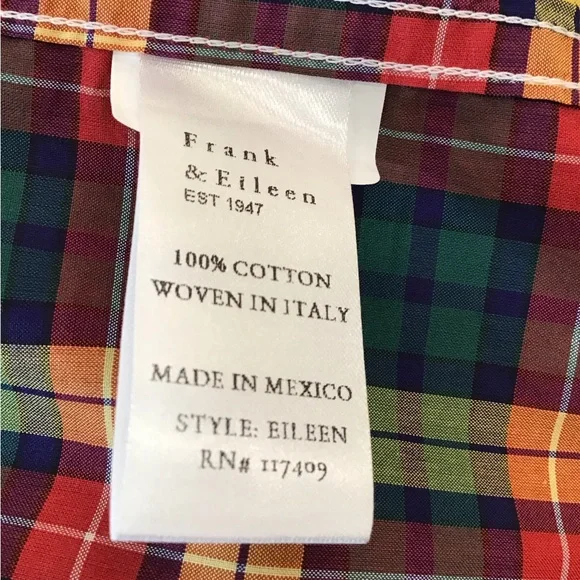 Frank
& Eileen
EST 1947
100% COTTON
WOVEN IN ITALY
MADE IN MEXICO
STYLE: EILEEN
RN# 117409